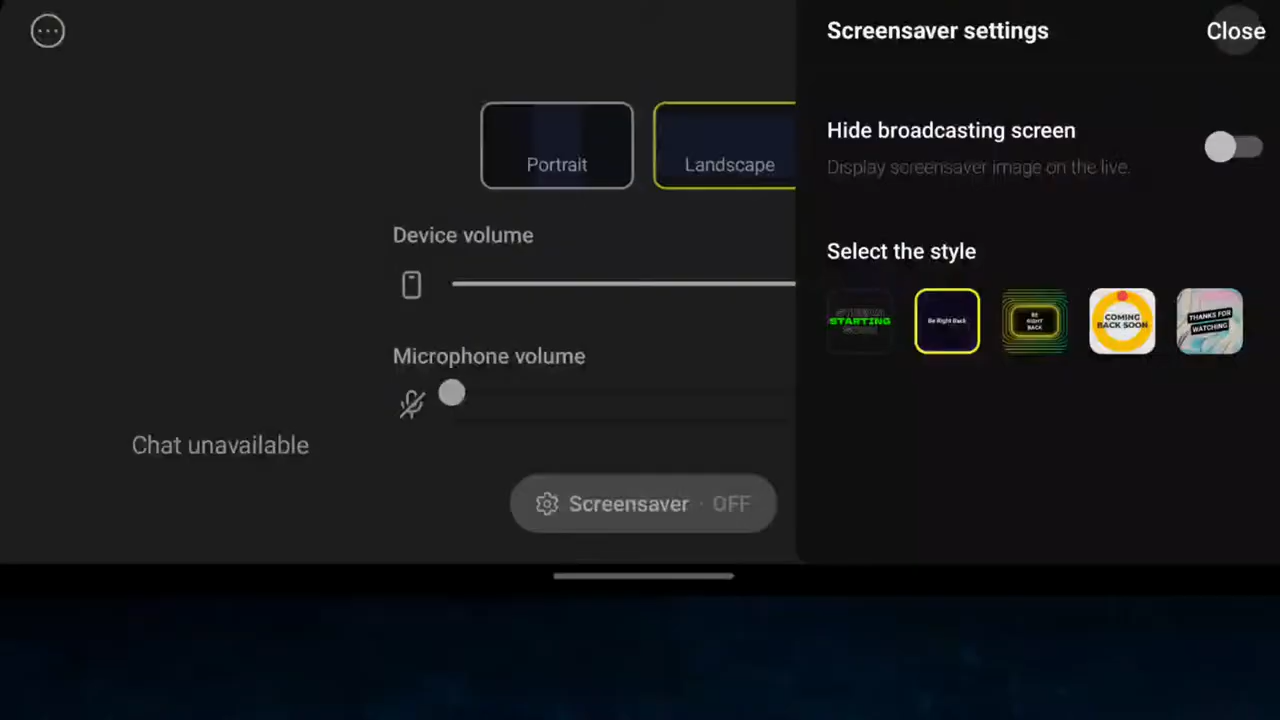 Screensaver settings
Close
Portrait
Landscape
Hide broadcasting screen
Display screensaver image on the live.
Device volume
Select the style
STARTING
Be Right Back
BE
RIGHT
BACK
COMING
BACK SOON
THANKS FOR
WATCHING
Microphone volume
Chat unavailable
Screensaver · OFF